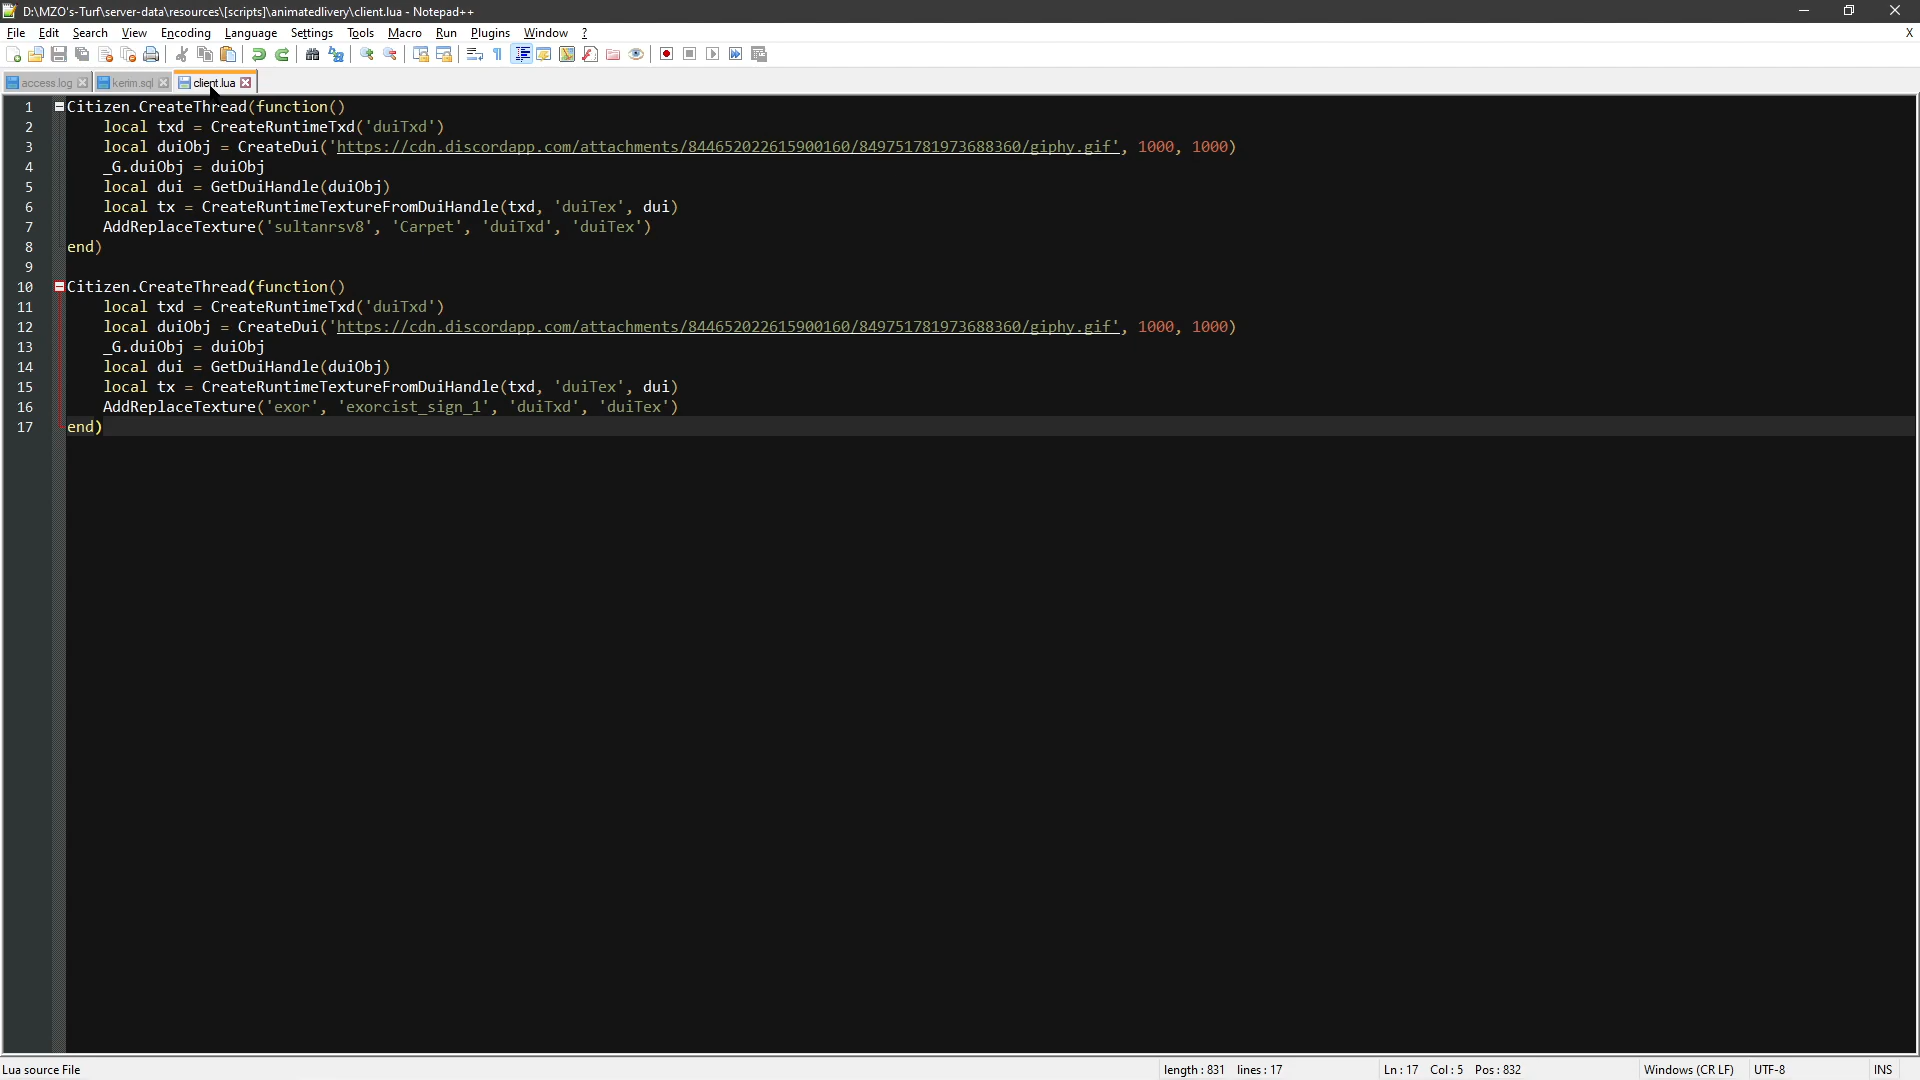 D:\MZO's-Turf\server-data\resources\[scripts]\animatedlivery\client.lua - Notepad++
File Edit Search View Encoding Language Settings Tools Macro Run Plugins Window ? X
access.log kerim.sql client.lua
1 Citizen.CreateThread(function()
2 local txd = CreateRuntimeTxd('duiTxd')
3 local duiObj = CreateDui('https://cdn.discordapp.com/attachments/844652022615900160/849751781973688360/giphy.gif', 1000, 1000)
4 _G.duiObj = duiObj
5 local dui = GetDuiHandle(duiObj)
6 local tx = CreateRuntimeTextureFromDuiHandle(txd, 'duiTex', dui)
7 AddReplaceTexture('sultanrsv8', 'Carpet', 'duiTxd', 'duiTex')
8 end)
9
10 Citizen.CreateThread(function()
11 local txd = CreateRuntimeTxd('duiTxd')
12 local duiObj = CreateDui('https://cdn.discordapp.com/attachments/844652022615900160/849751781973688360/giphy.gif', 1000, 1000)
13 _G.duiObj = duiObj
14 local dui = GetDuiHandle(duiObj)
15 local tx = CreateRuntimeTextureFromDuiHandle(txd, 'duiTex', dui)
16 AddReplaceTexture('exor', 'exorcist_sign_1', 'duiTxd', 'duiTex')
17 end)
Lua source File length : 831 lines : 17 Ln : 17 Col : 5 Pos : 832 Windows (CR LF) UTF-8 INS